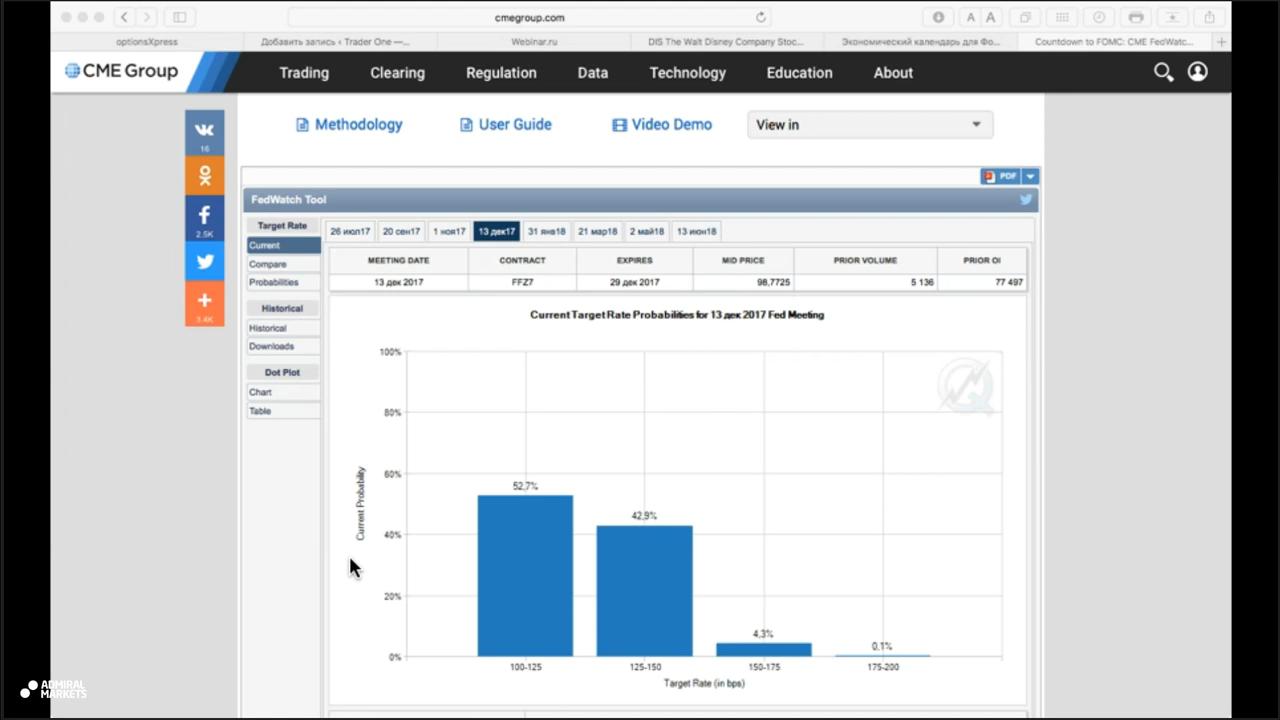 cmegroup.com
A A
optionsXpress
Добавить запись ‹ Trader One —...
Webinar.ru
DIS The Walt Disney Company Stoc...
Экономический календарь для Фо...
Countdown to FOMC: CME FedWatc...
CME Group
Trading Clearing Regulation Data Technology Education About
Methodology User Guide Video Demo View in
16
2.5K
3.4K
PDF
FedWatch Tool
Target Rate
Current
Compare
Probabilities
Historical
Historical
Downloads
Dot Plot
Chart
Table
26 июл17 20 сен17 1 ноя17 13 дек17 31 янв18 21 мар18 2 май18 13 июн18
MEETING DATE CONTRACT EXPIRES MID PRICE PRIOR VOLUME PRIOR OI
13 дек 2017 FFZ7 29 дек 2017 98,7725 5 136 77 497
Current Target Rate Probabilities for 13 дек 2017 Fed Meeting
Current Probability
100%
80%
60%
40%
20%
0%
52,7%
42,9%
4,3%
0,1%
100-125 125-150 150-175 175-200
Target Rate (in bps)
ADMIRAL
MARKETS